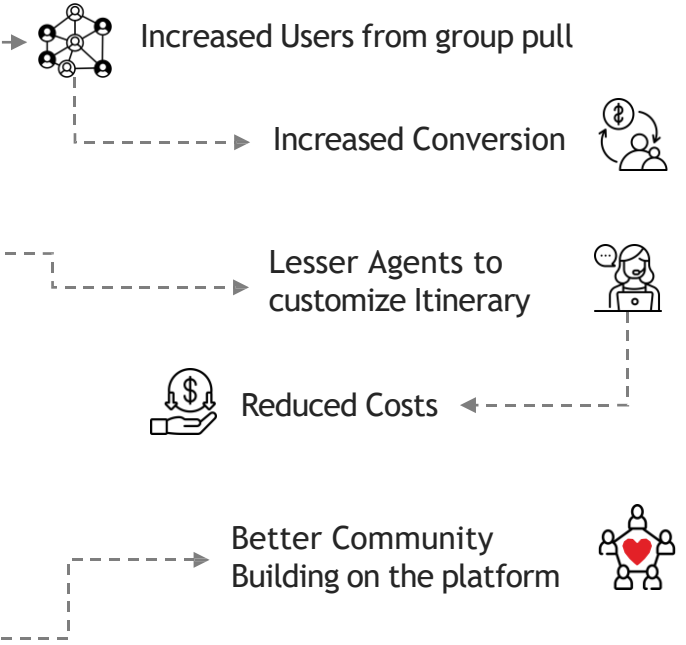 Increased Users from group pull
Increased Conversion
Lesser Agents to
customize Itinerary
Reduced Costs
Better Community
Building on the platform